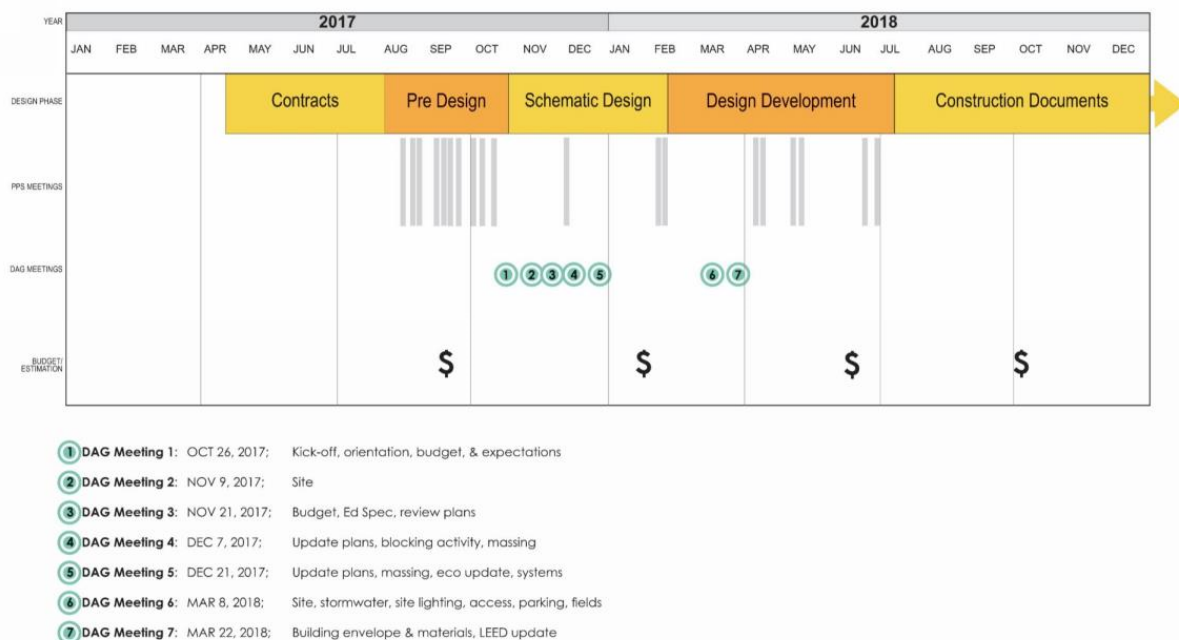 YEAR 2017 2018
JAN FEB MAR APR MAY JUN JUL AUG SEP OCT NOV DEC JAN FEB MAR APR MAY JUN JUL AUG SEP OCT NOV DEC
DESIGN PHASE Contracts Pre Design Schematic Design Design Development Construction Documents
PPS MEETINGS
DAG MEETINGS 1 2 3 4 5 6 7
BUDGET/
ESTIMATION $ $ $ $
1 DAG Meeting 1: OCT 26, 2017; Kick-off, orientation, budget, & expectations
2 DAG Meeting 2: NOV 9, 2017; Site
3 DAG Meeting 3: NOV 21, 2017; Budget, Ed Spec, review plans
4 DAG Meeting 4: DEC 7, 2017; Update plans, blocking activity, massing
5 DAG Meeting 5: DEC 21, 2017; Update plans, massing, eco update, systems
6 DAG Meeting 6: MAR 8, 2018; Site, stormwater, site lighting, access, parking, fields
7 DAG Meeting 7: MAR 22, 2018; Building envelope & materials, LEED update